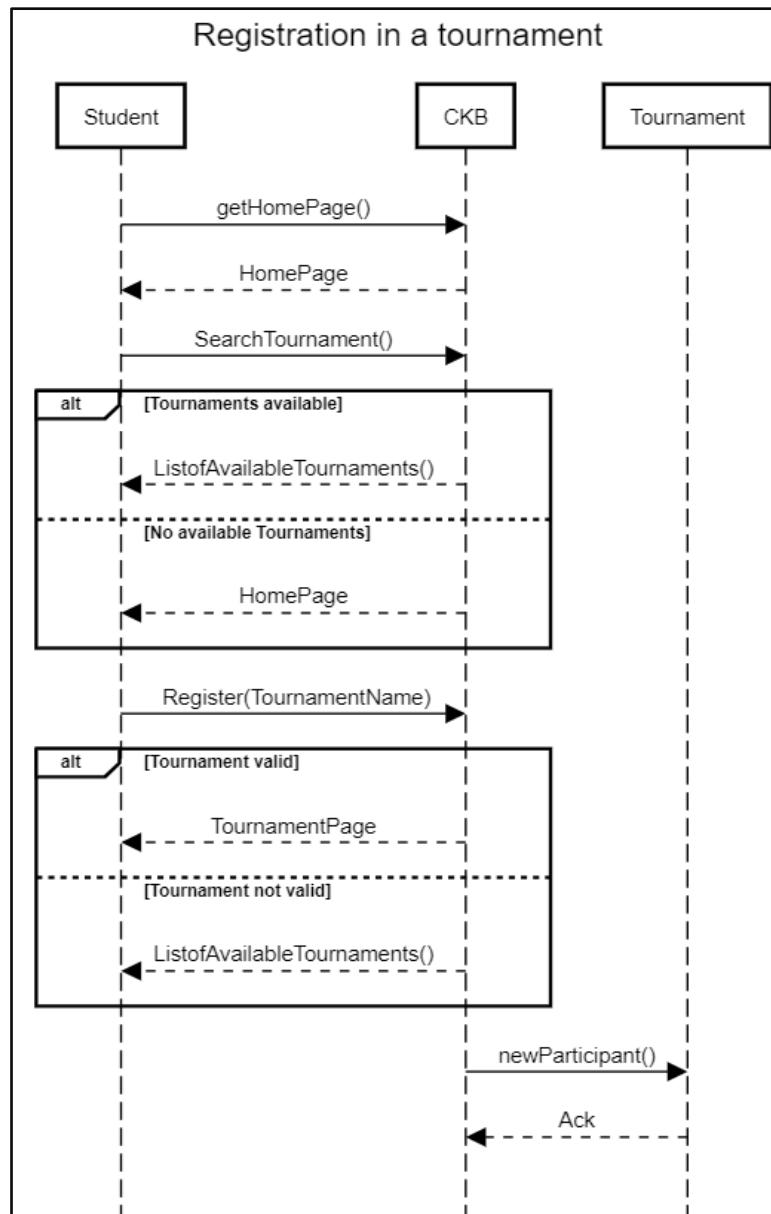 Registration in a tournament
Student
CKB
Tournament
getHomePage()
HomePage
SearchTournament()
alt
[Tournaments available]
ListofAvailableTournaments()
[No available Tournaments]
HomePage
Register(TournamentName)
alt
[Tournament valid]
TournamentPage
[Tournament not valid]
ListofAvailableTournaments()
newParticipant()
Ack